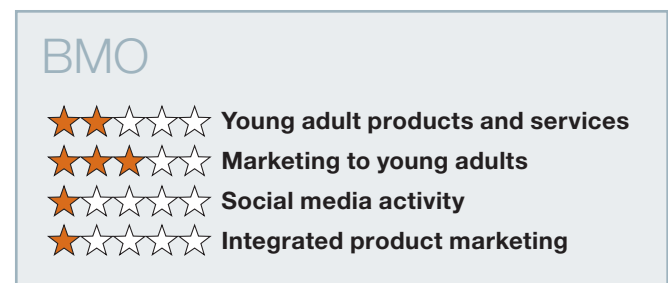 BMO
Young adult products and services
Marketing to young adults
Social media activity
Integrated product marketing